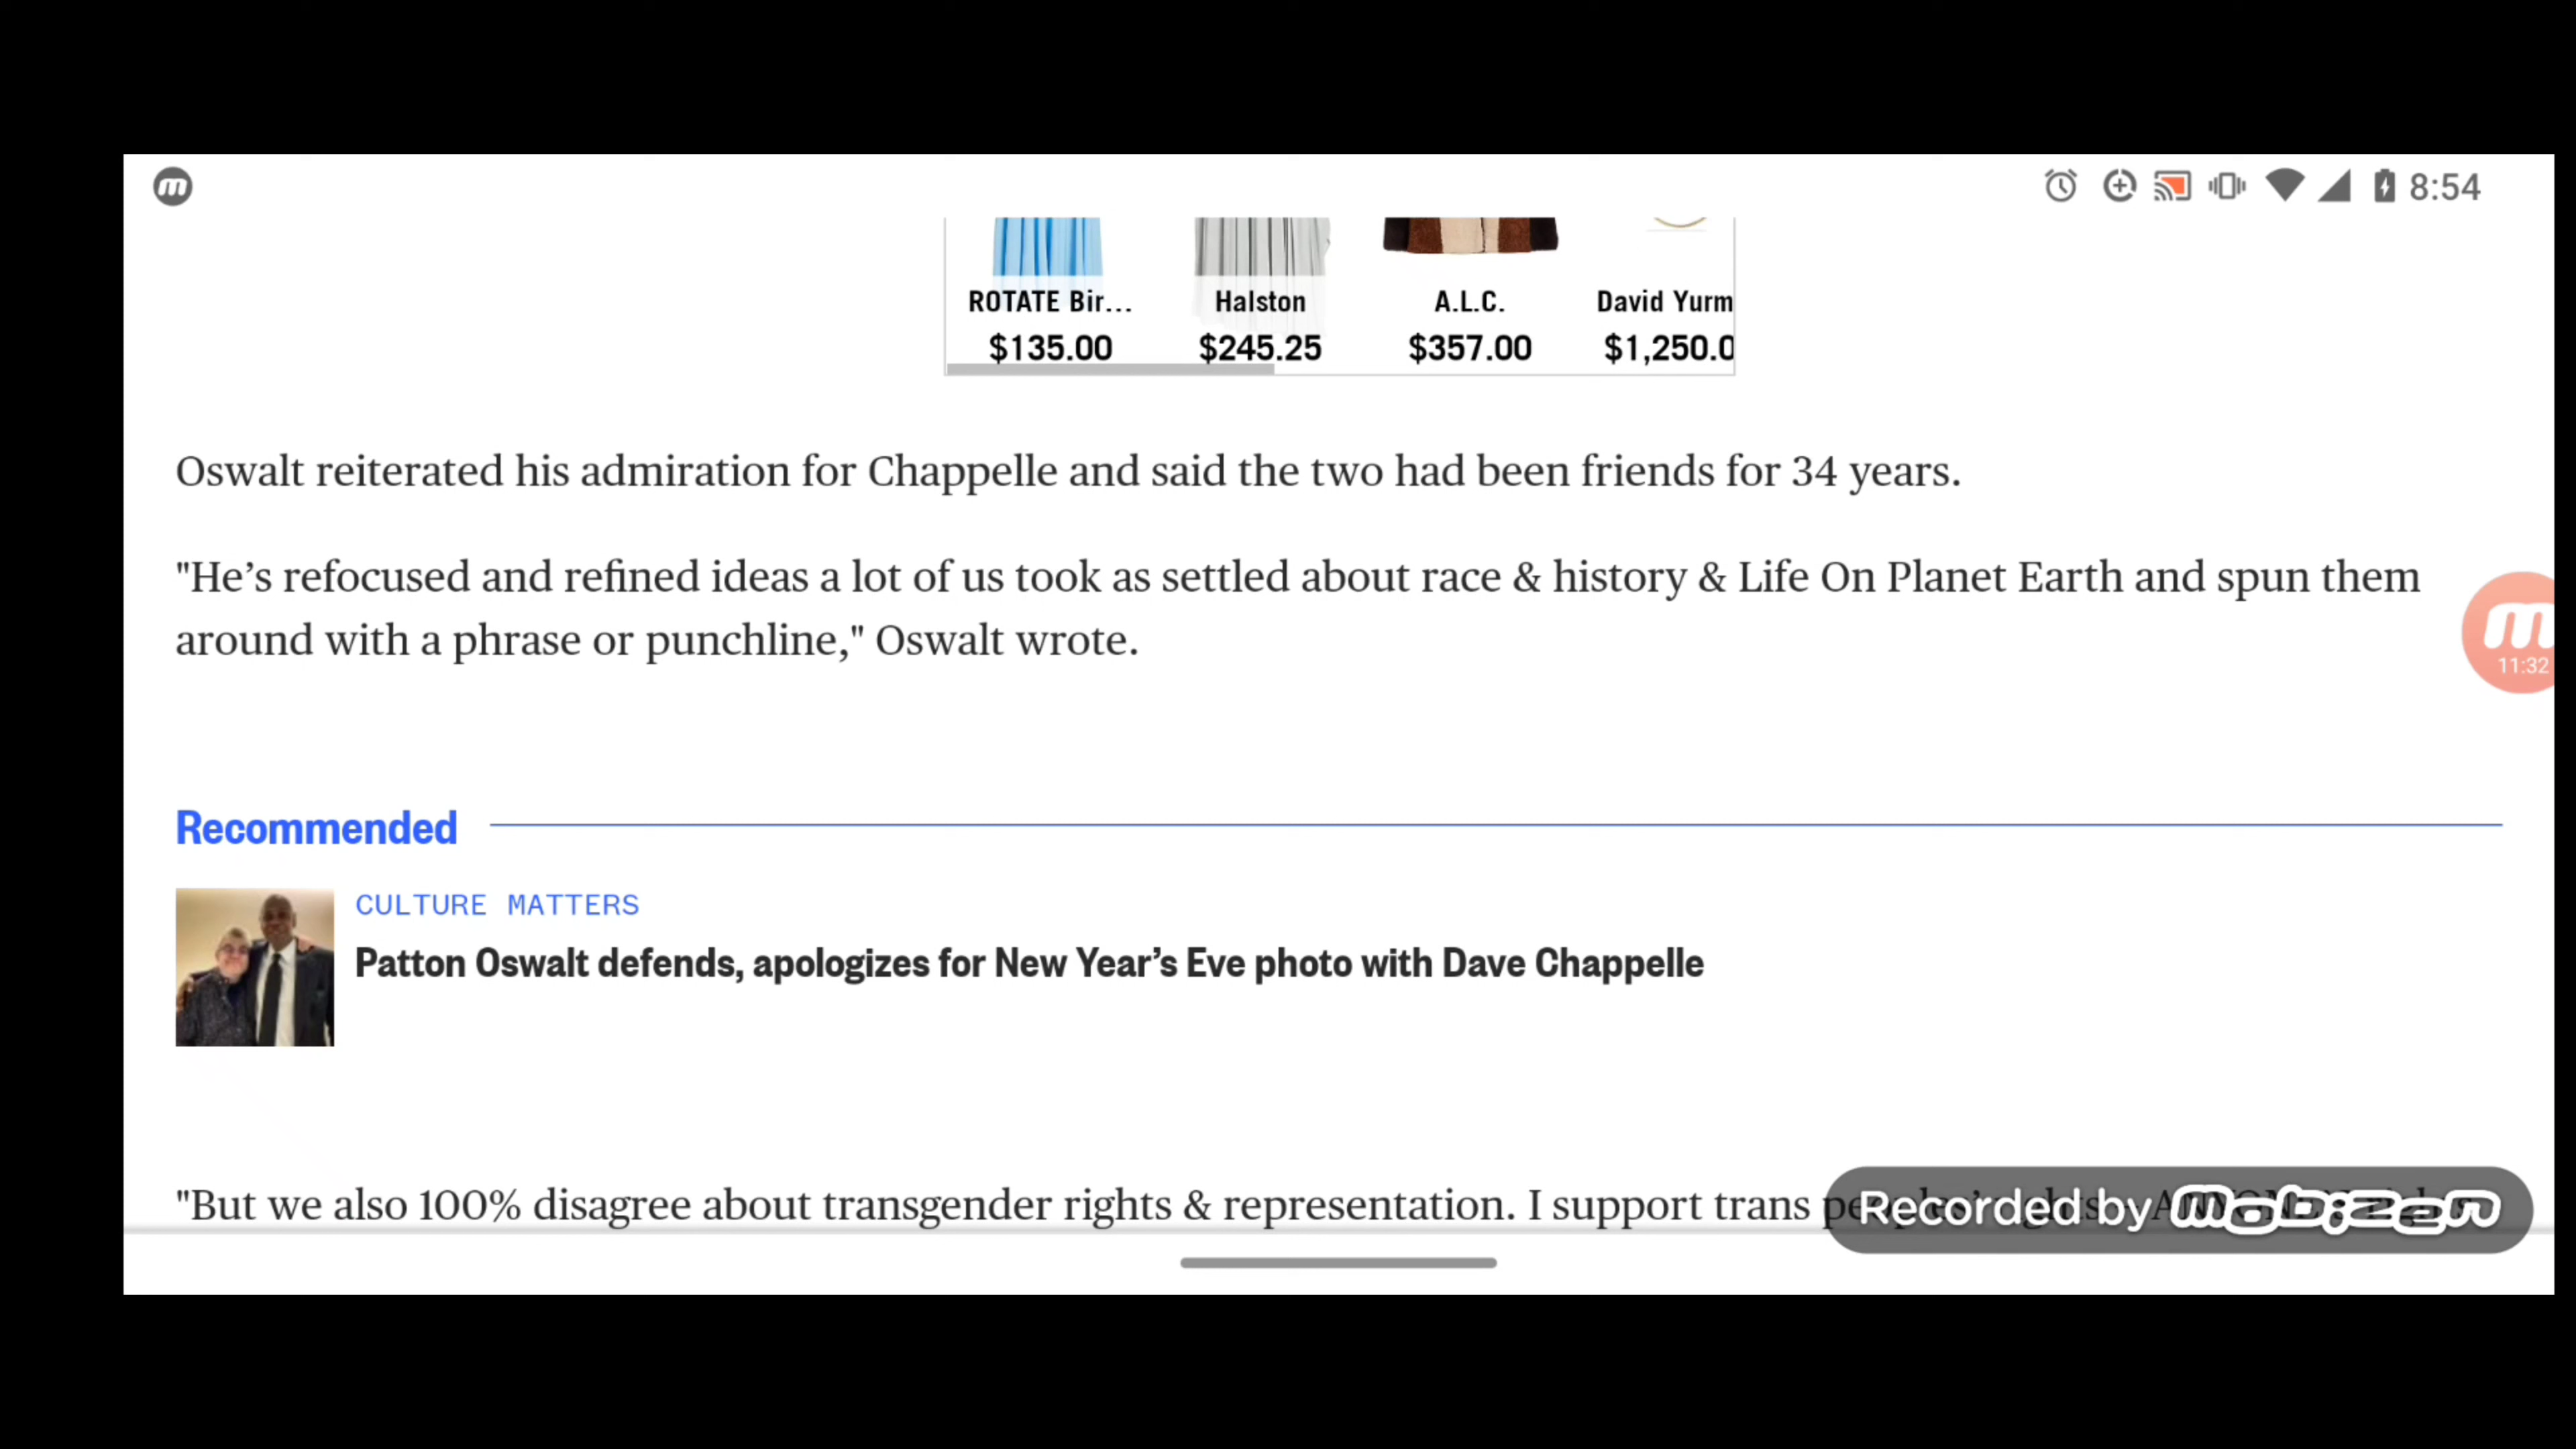 m
8:54
ROTATE Bir...
$135.00
Halston
$245.25
A.L.C.
$357.00
David Yurm
$1,250.0
Oswalt reiterated his admiration for Chappelle and said the two had been friends for 34 years.
"He’s refocused and refined ideas a lot of us took as settled about race & history & Life On Planet Earth and spun them
around with a phrase or punchline," Oswalt wrote.
m
11:32
Recommended
CULTURE MATTERS
Patton Oswalt defends, apologizes for New Year’s Eve photo with Dave Chappelle
"But we also 100% disagree about transgender rights & representation. I support trans
Recorded by mobizen